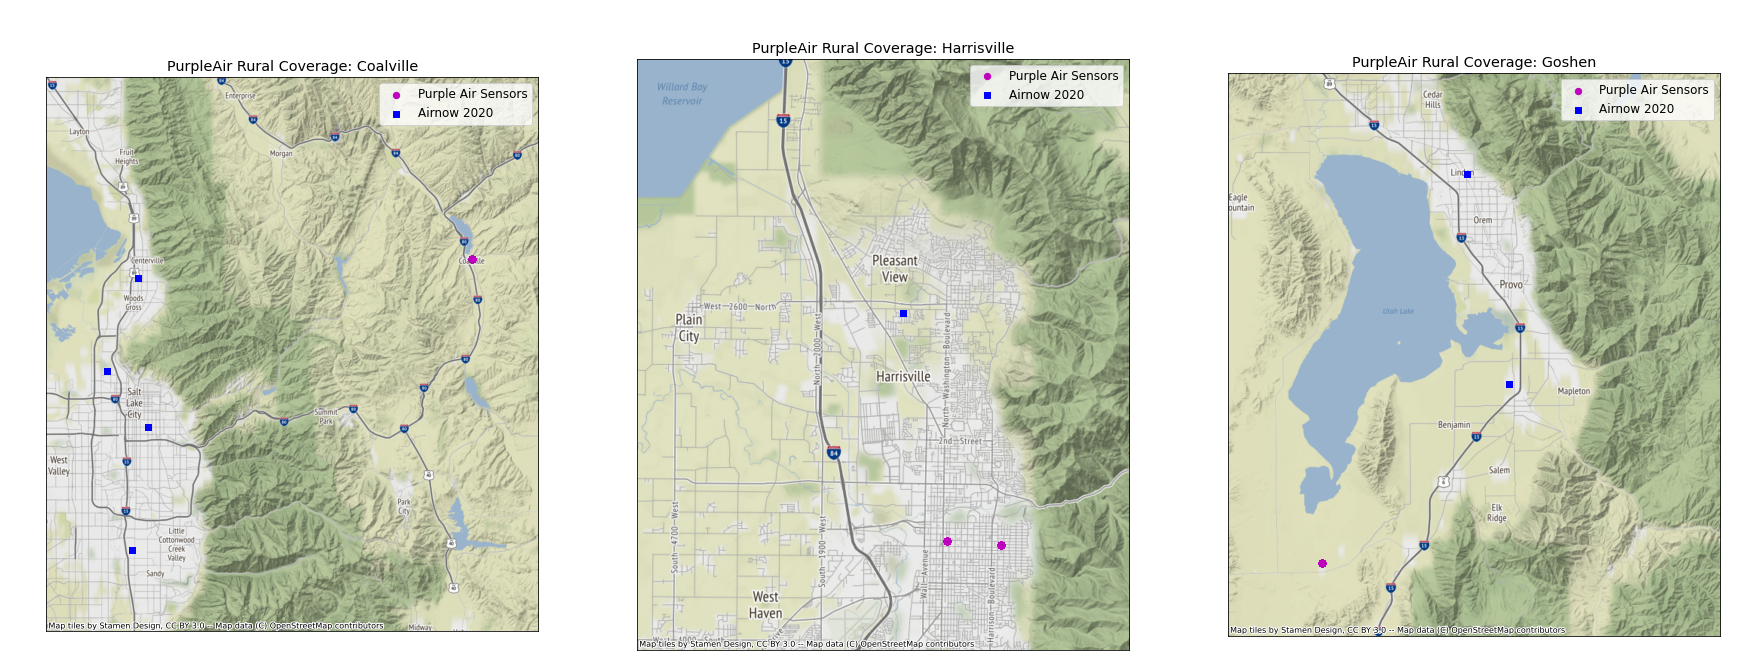 PurpleAir Rural Coverage: Coalville
Purple Air Sensors
Airnow 2020
Enterprise
Layton
Morgan
Fruit
Heights
Centerville
Woods
Gross
Salt
Lake
City
Summit
Park
West
Valley
Park
City
Little
Cottonwood
Creek
Valley
Sandy
Midway
Map tiles by Stamen Design, CC BY 3.0 -- Map data (C) OpenStreetMap contributors
PurpleAir Rural Coverage: Harrisville
Purple Air Sensors
Airnow 2020
Willard Bay
Reservoir
15
15
Pleasant
View
West 2600 North
Plain
City
North 2000 West
Harrisville
North Washington Boulevard
2nd Street
84
South 4700 West
South 1900 West
Wall Avenue
Harrison Boulevard
West
Haven
West 4000 South
Map tiles by Stamen Design, CC BY 3.0 -- Map data (C) OpenStreetMap contributors
PurpleAir Rural Coverage: Goshen
Purple Air Sensors
Airnow 2020
Cedar
Hills
Eagle
Orem
Provo
Utah Lake
Mapleton
Benjamin
Salem
Elk
Ridge
Map tiles by Stamen Design, CC BY 3.0 -- Map data (C) OpenStreetMap contributors